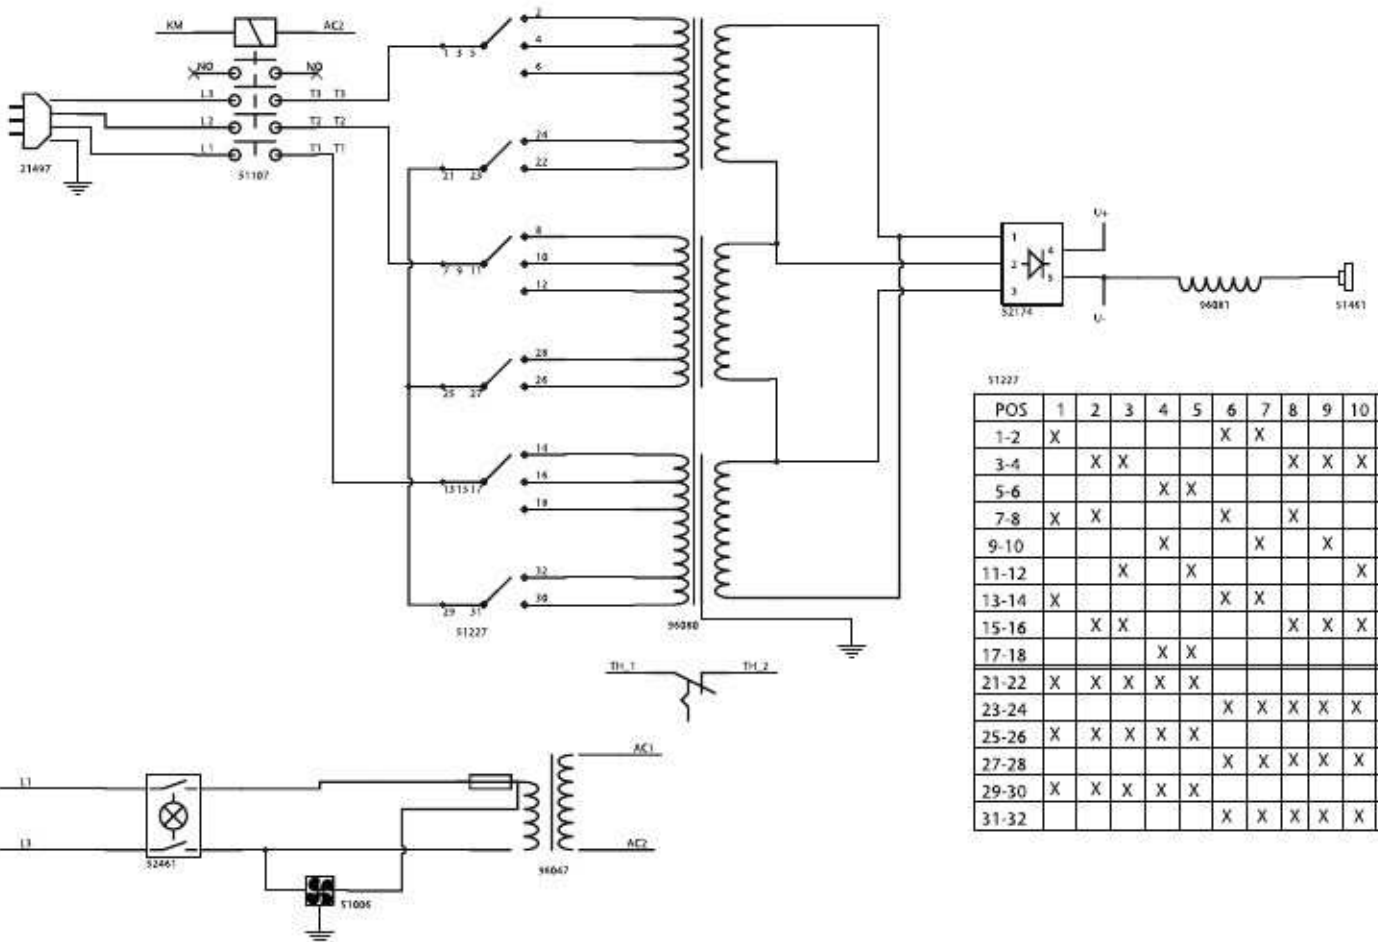 KM AC2
NO NO
L3 T3 T3
L2 T2 T2
L1 T1 T1
21497
51107
1 3 5
2
4
6
24
21 23
22
8
7 9 11
10
12
28
25 27
26
14
13 15 17
16
18
32
29 31
30
51227
96080
1
2
3
4
5
52174
U+
U-
96081
51461
TH_1 TH_2
L1
L3
52461
51006
AC1
AC2
96047
51227
POS 1 2 3 4 5 6 7 8 9 10
1-2 X X X
3-4 X X X X X
5-6 X X
7-8 X X X X
9-10 X X X
11-12 X X X
13-14 X X X
15-16 X X X X X
17-18 X X
21-22 X X X X X
23-24 X X X X X
25-26 X X X X X
27-28 X X X X X
29-30 X X X X X
31-32 X X X X X